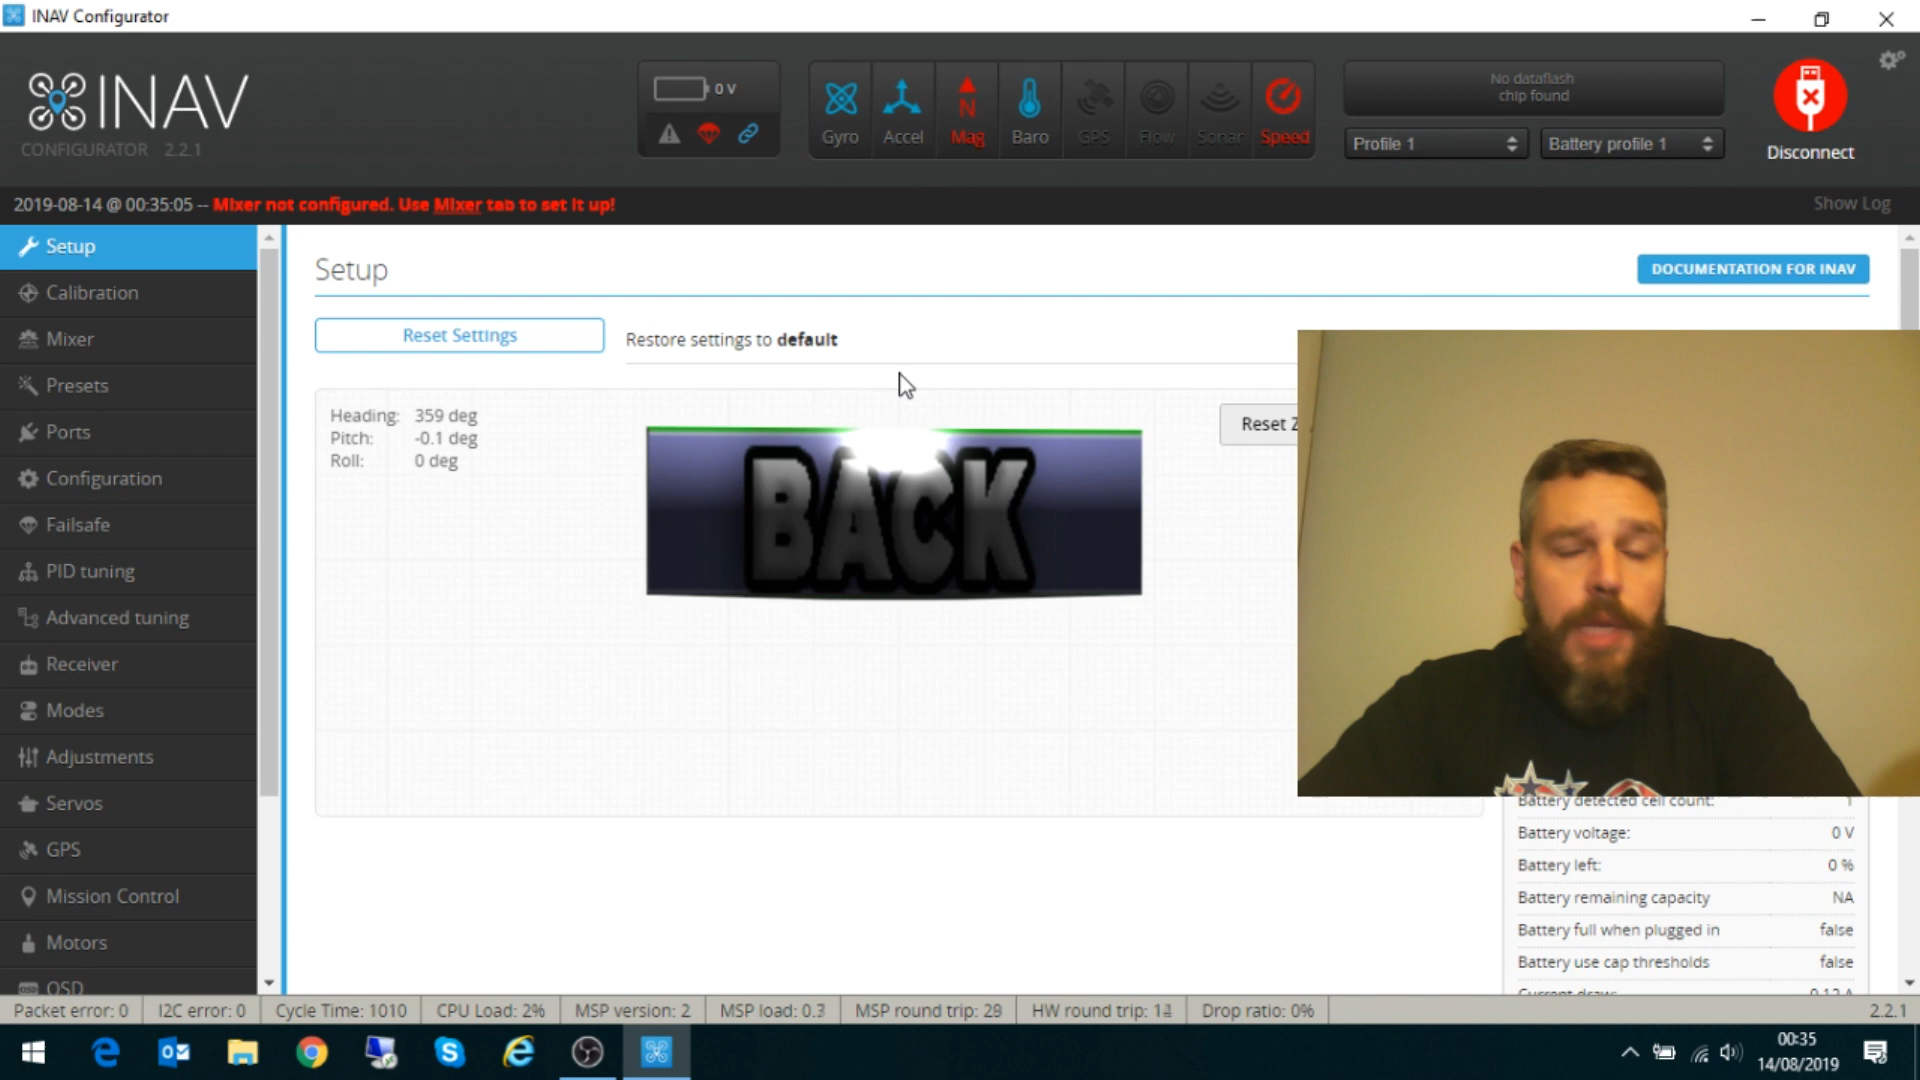 INAV Configurator
INAV
CONFIGURATOR 2.2.1
0 V
Gyro
Accel
Mag
Baro
GPS
Flow
Sonar
Speed
No dataflash
chip found
Profile 1
Battery profile 1
Disconnect
2019-08-14 @ 00:35:05 -- Mixer not configured. Use Mixer tab to set it up!
Show Log
Setup
Calibration
Mixer
Presets
Ports
Configuration
Failsafe
PID tuning
Advanced tuning
Receiver
Modes
Adjustments
Servos
GPS
Mission Control
Motors
OSD
Setup
DOCUMENTATION FOR INAV
Reset Settings
Restore settings to default
Heading: 359 deg
Pitch: -0.1 deg
Roll: 0 deg
BACK
Reset Z
Battery detected cell count: 1
Battery voltage: 0 V
Battery left: 0 %
Battery remaining capacity NA
Battery full when plugged in false
Battery use cap thresholds false
Current draw: 0.12 A
Packet error: 0
I2C error: 0
Cycle Time: 1010
CPU Load: 2%
MSP version: 2
MSP load: 0.3
MSP round trip: 29
HW round trip:
Drop ratio: 0%
2.2.1
00:35
14/08/2019